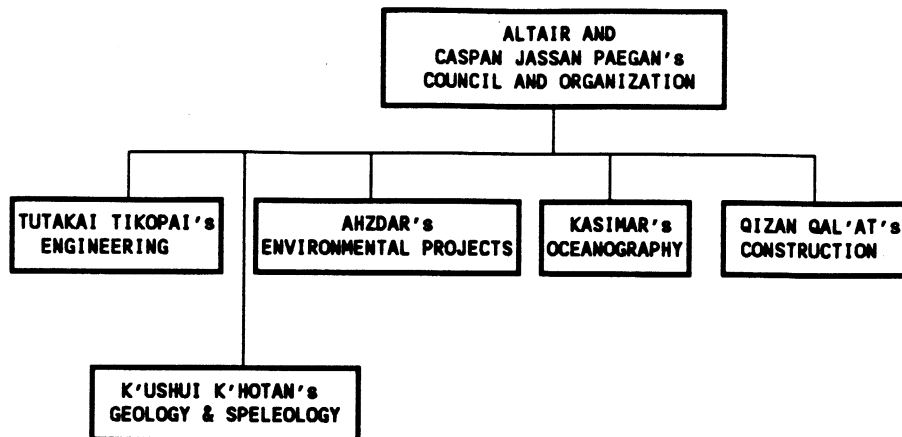 ALTAIR AND
CASPAN JASSAN PAEGAN's
COUNCIL AND ORGANIZATION
TUTAKAI TIKOPAI's
ENGINEERING
AHZDAR's
ENVIRONMENTAL PROJECTS
KASIMAR's
OCEANOGRAPHY
QIZAN QAL'AT's
CONSTRUCTION
K'USHUI K'HOTAN's
GEOLOGY & SPELEOLOGY